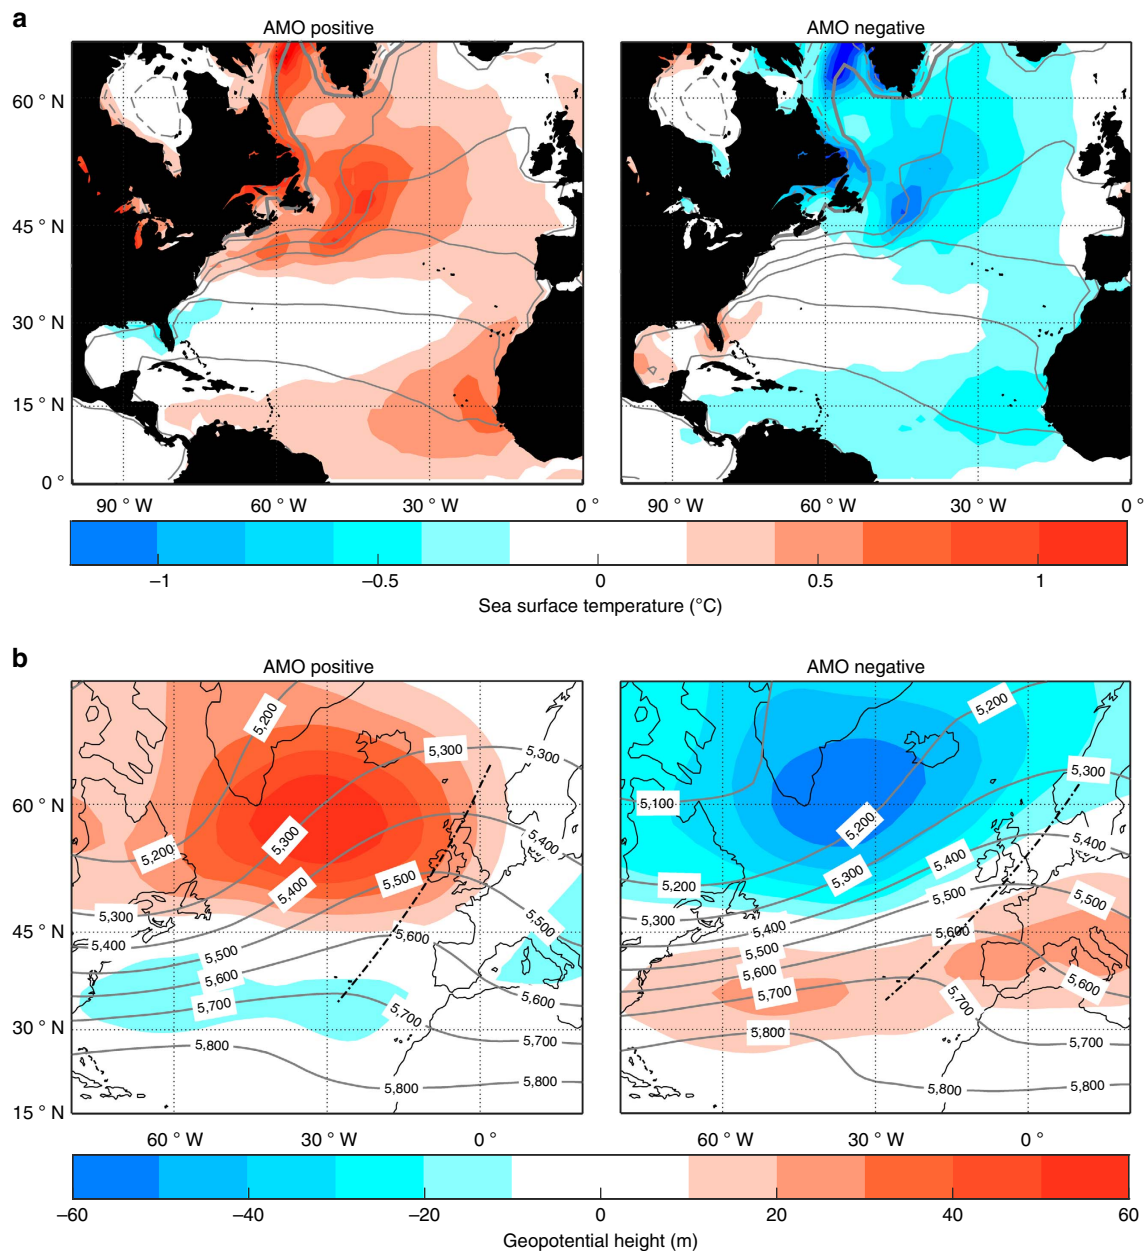 a
AMO positive
AMO negative
60 ° N
45 ° N
30 ° N
15 ° N
0 °
90 ° W 60 ° W 30 ° W 0 °
90 ° W 60 ° W 30 ° W 0 °
–1 –0.5 0 0.5 1
Sea surface temperature (°C)
b
AMO positive
AMO negative
5,200
5,300
5,300
5,200
5,300
5,400
5,400
5,500
5,300
5,400
5,500
5,500
5,600
5,600
5,600
5,700
5,700
5,700
5,800
5,800
5,800
5,200
5,300
5,100
5,200
5,400
5,400
5,300
5,200
5,500
5,500
5,300
5,400
5,600
5,500
5,600
5,600
5,700
5,700
5,800
5,700
5,800
5,800
60 ° N
45 ° N
30 ° N
15 ° N
60 ° W 30 ° W 0 °
60 ° W 30 ° W 0 °
–60 –40 –20 0 20 40 60
Geopotential height (m)